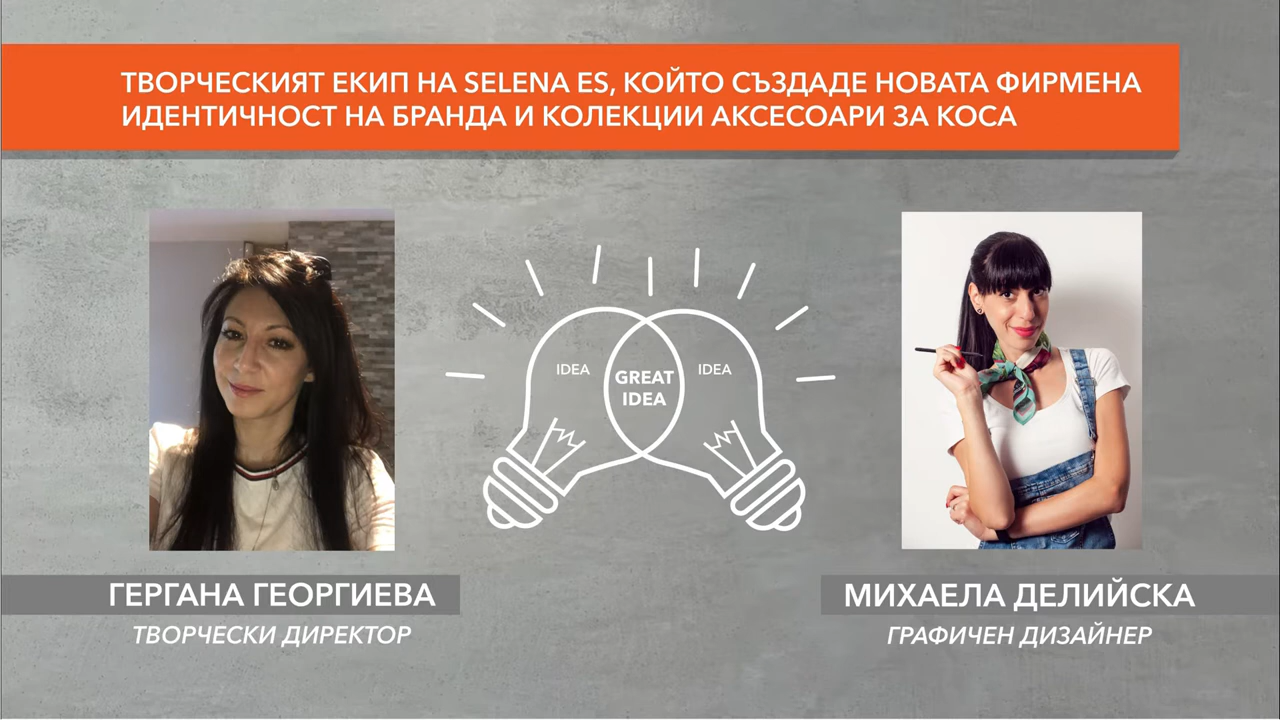 ТВОРЧЕСКИЯТ ЕКИП НА SELENA ES, КОЙТО СЪЗДАДЕ НОВАТА ФИРМЕНА
ИДЕНТИЧНОСТ НА БРАНДА И КОЛЕКЦИИ АКСЕСОАРИ ЗА КОСА
IDEA
GREAT
IDEA
IDEA
ГЕРГАНА ГЕОРГИЕВА
ТВОРЧЕСКИ ДИРЕКТОР
МИХАЕЛА ДЕЛИЙСКА
ГРАФИЧЕН ДИЗАЙНЕР